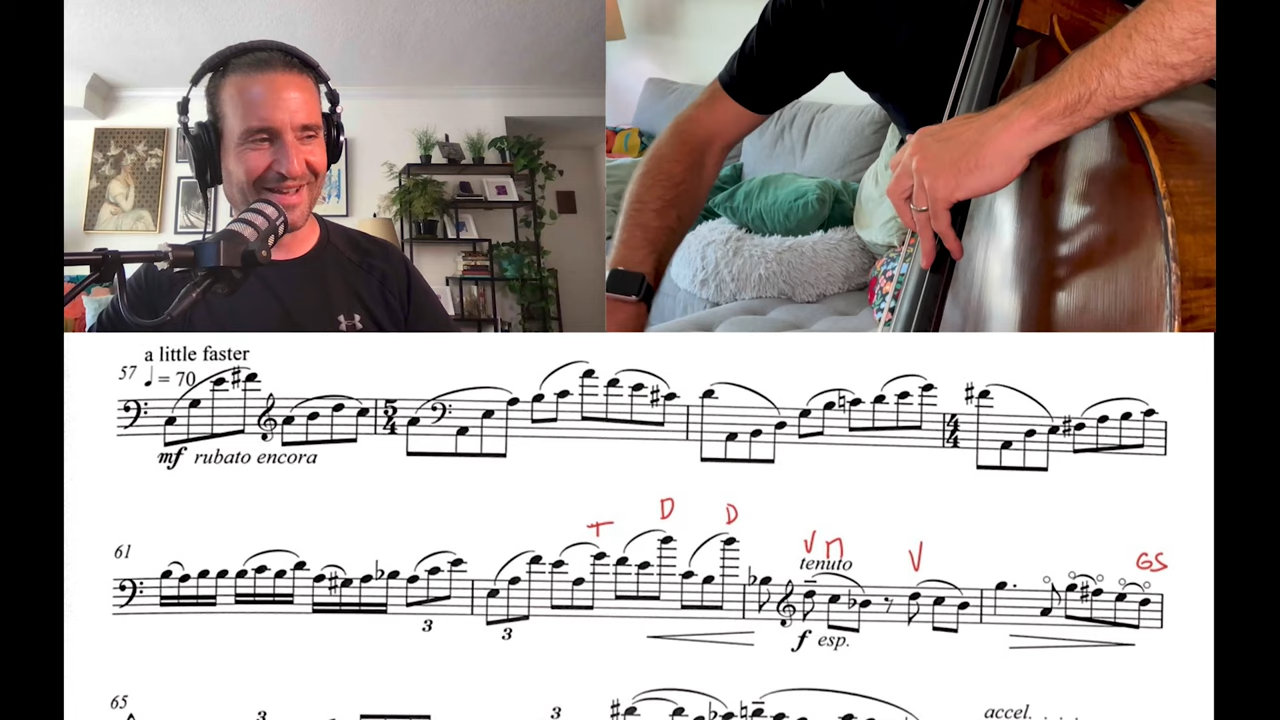 a little faster
57 ♩ = 70
5
4
4
4
mf rubato encora
T D D V V GS
61
tenuto
3
3
f esp.
65
3
3
accel.